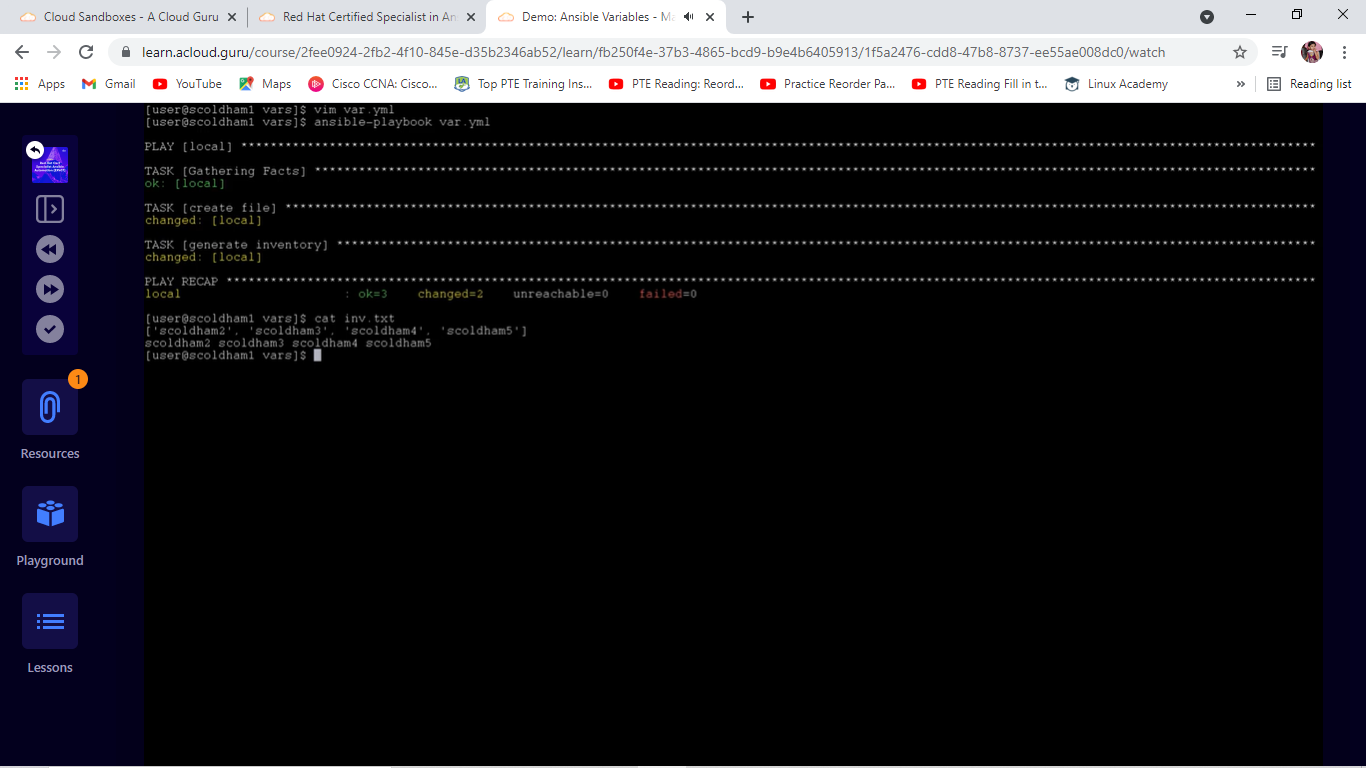 Cloud Sandboxes - A Cloud Guru
Red Hat Certified Specialist in An
Demo: Ansible Variables - Ma
learn.acloud.guru/course/2fee0924-2fb2-4f10-845e-d35b2346ab52/learn/fb250f4e-37b3-4865-bcd9-b9e4b6405913/1f5a2476-cdd8-47b8-8737-ee55ae008dc0/watch
Apps Gmail YouTube Maps Cisco CCNA: Cisco... Top PTE Training Ins... PTE Reading: Reord... Practice Reorder Pa... PTE Reading Fill in t... Linux Academy » Reading list
[user@scoldham1 vars]$ vim var.yml
[user@scoldham1 vars]$ ansible-playbook var.yml
PLAY [local] ************************************************************************************************************************************************
TASK [Gathering Facts] **************************************************************************************************************************************
ok: [local]
TASK [create file] ******************************************************************************************************************************************
changed: [local]
TASK [generate inventory] ***********************************************************************************************************************************
changed: [local]
PLAY RECAP **************************************************************************************************************************************************
local : ok=3 changed=2 unreachable=0 failed=0
[user@scoldham1 vars]$ cat inv.txt
['scoldham2', 'scoldham3', 'scoldham4', 'scoldham5']
scoldham2 scoldham3 scoldham4 scoldham5
[user@scoldham1 vars]$
1
Resources
Playground
Lessons